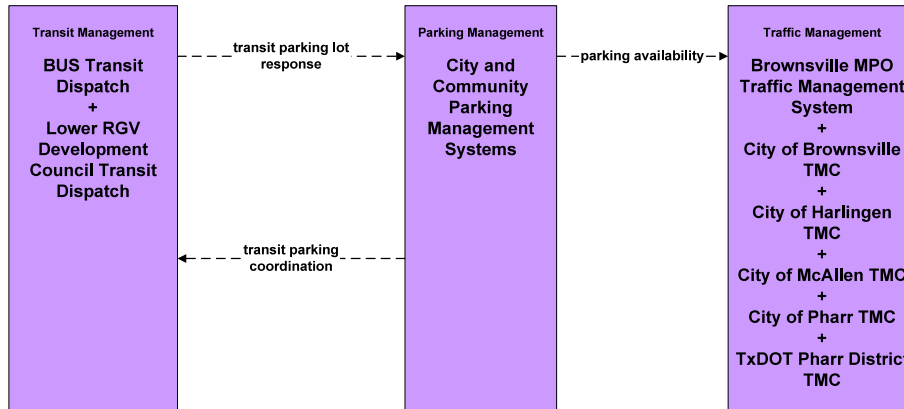 Transit Management
BUS Transit
Dispatch
+
Lower RGV
Development
Council Transit
Dispatch
transit parking lot
response
transit parking
coordination
Parking Management
City and
Community
Parking
Management
Systems
parking availability
Traffic Management
Brownsville MPO
Traffic Management
System
+
City of Brownsville
TMC
+
City of Harlingen
TMC
+
City of McAllen TMC
+
City of Pharr TMC
+
TxDOT Pharr District
TMC